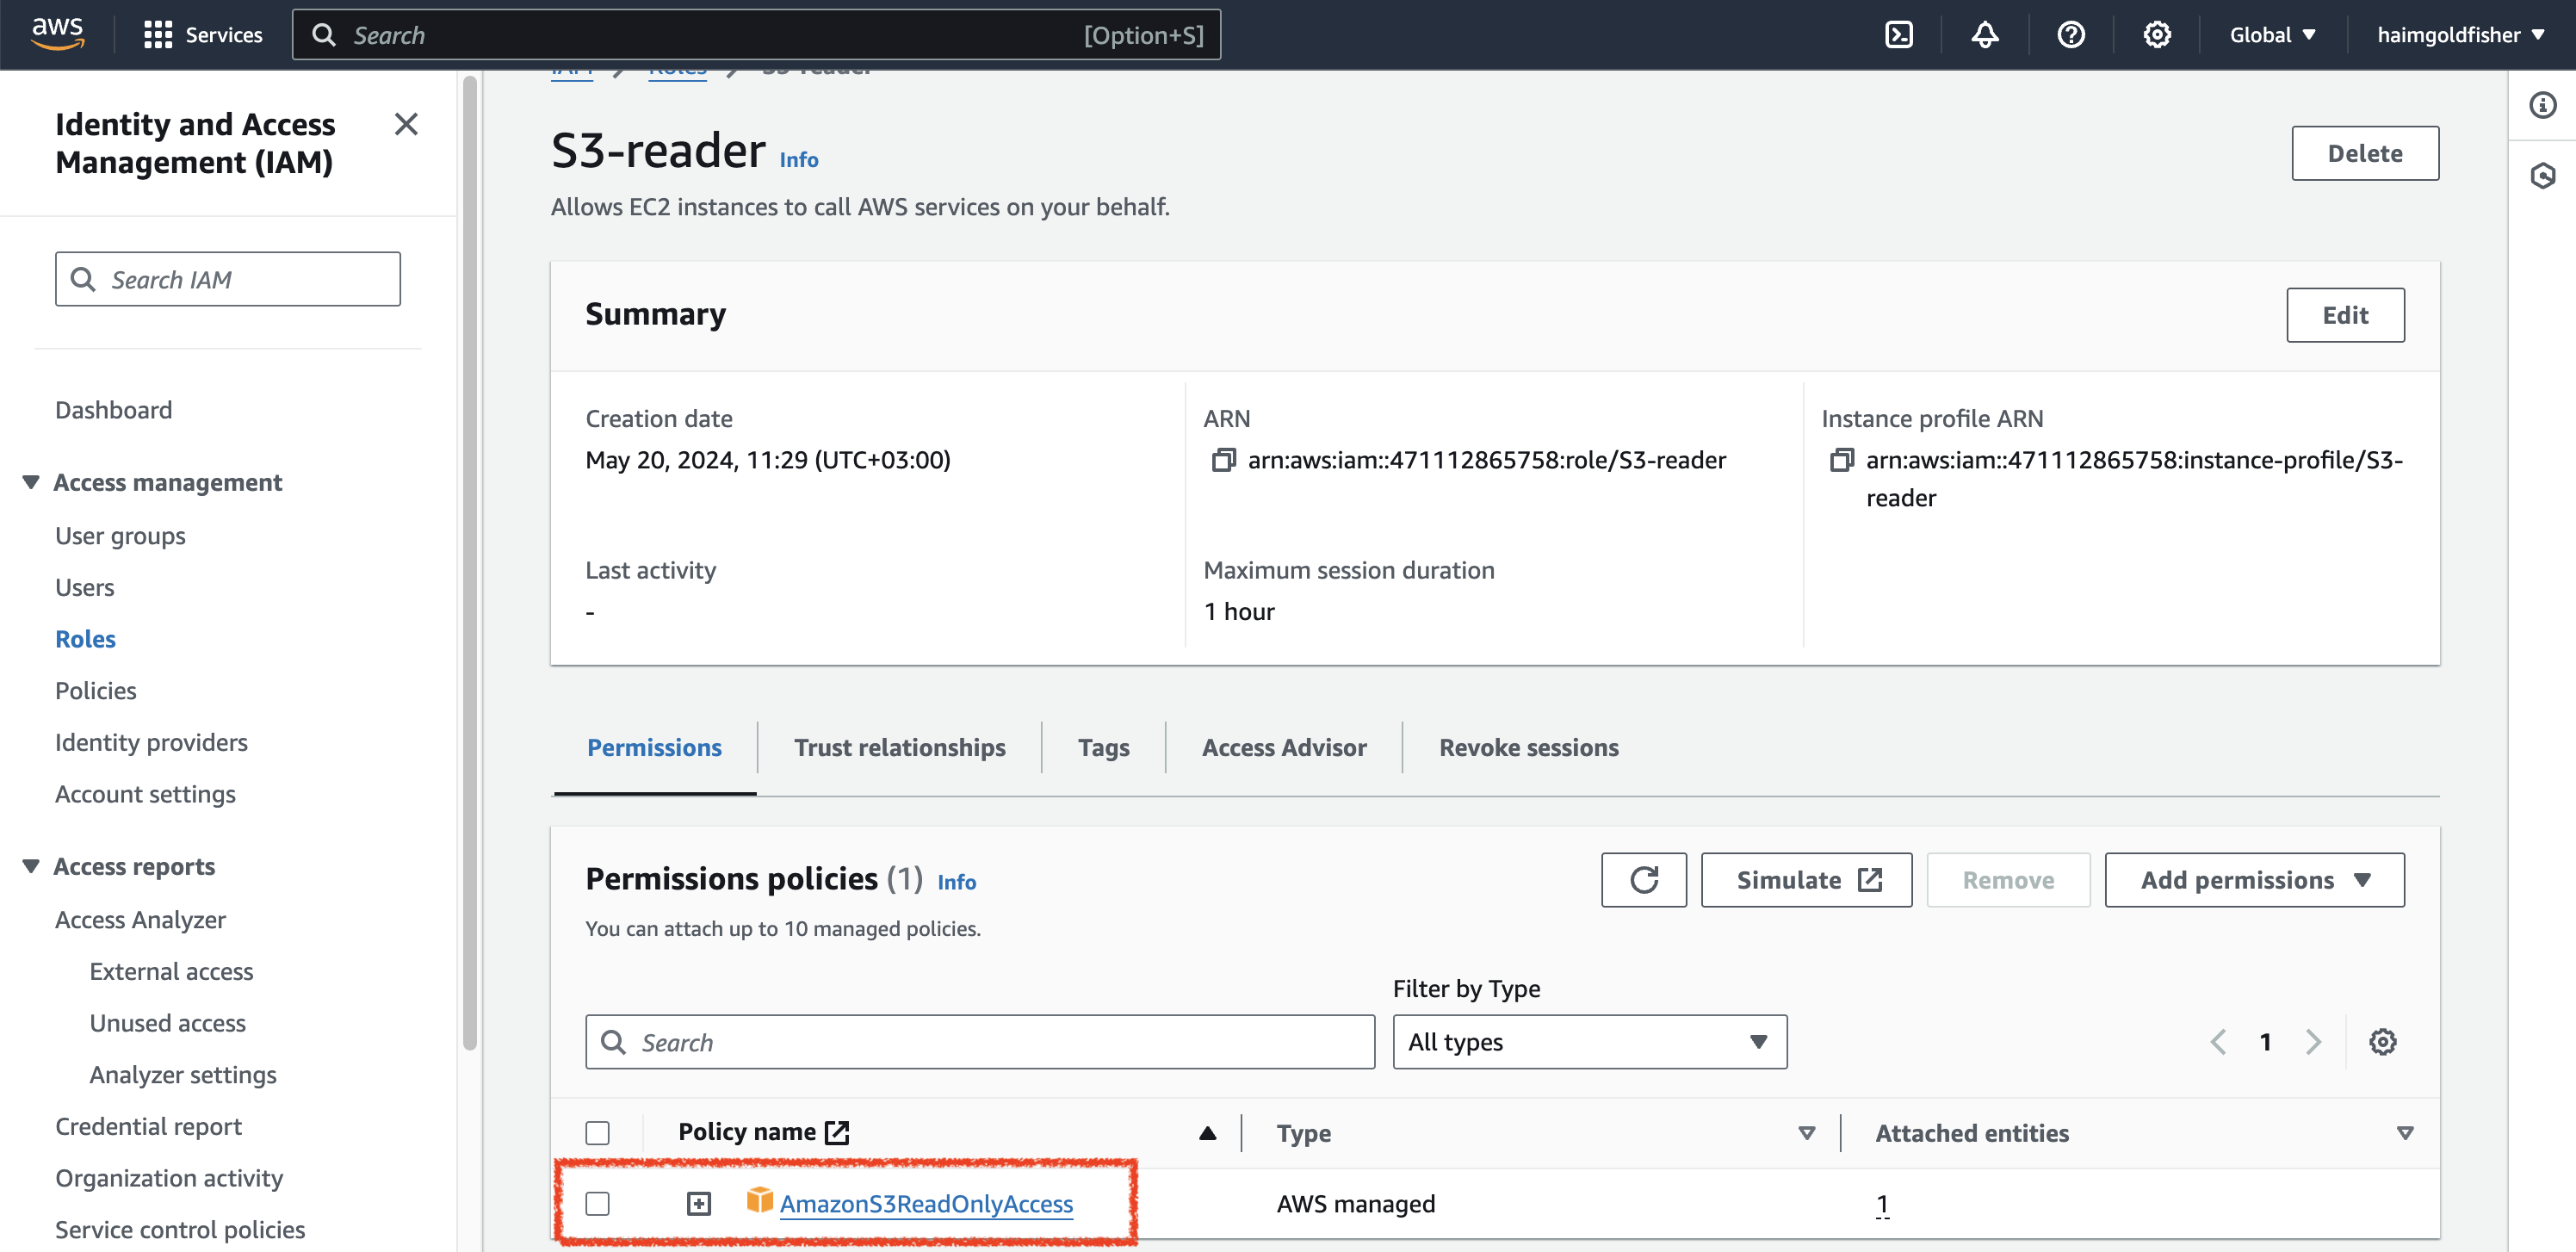 aws
Services
Search
[Option+S]
Global
haimgoldfisher
Identity and Access
Management (IAM)
Search IAM
Dashboard
Access management
User groups
Users
Roles
Policies
Identity providers
Account settings
Access reports
Access Analyzer
External access
Unused access
Analyzer settings
Credential report
Organization activity
Service control policies
IAM
Roles
S3-reader
S3-reader
Info
Delete
Allows EC2 instances to call AWS services on your behalf.
Summary
Edit
Creation date
May 20, 2024, 11:29 (UTC+03:00)
ARN
arn:aws:iam::471112865758:role/S3-reader
Instance profile ARN
arn:aws:iam::471112865758:instance-profile/S3-
reader
Last activity
-
Maximum session duration
1 hour
Permissions
Trust relationships
Tags
Access Advisor
Revoke sessions
Permissions policies (1)
Info
Simulate
Remove
Add permissions
You can attach up to 10 managed policies.
Filter by Type
Search
All types
1
Policy name
Type
Attached entities
AmazonS3ReadOnlyAccess
AWS managed
1